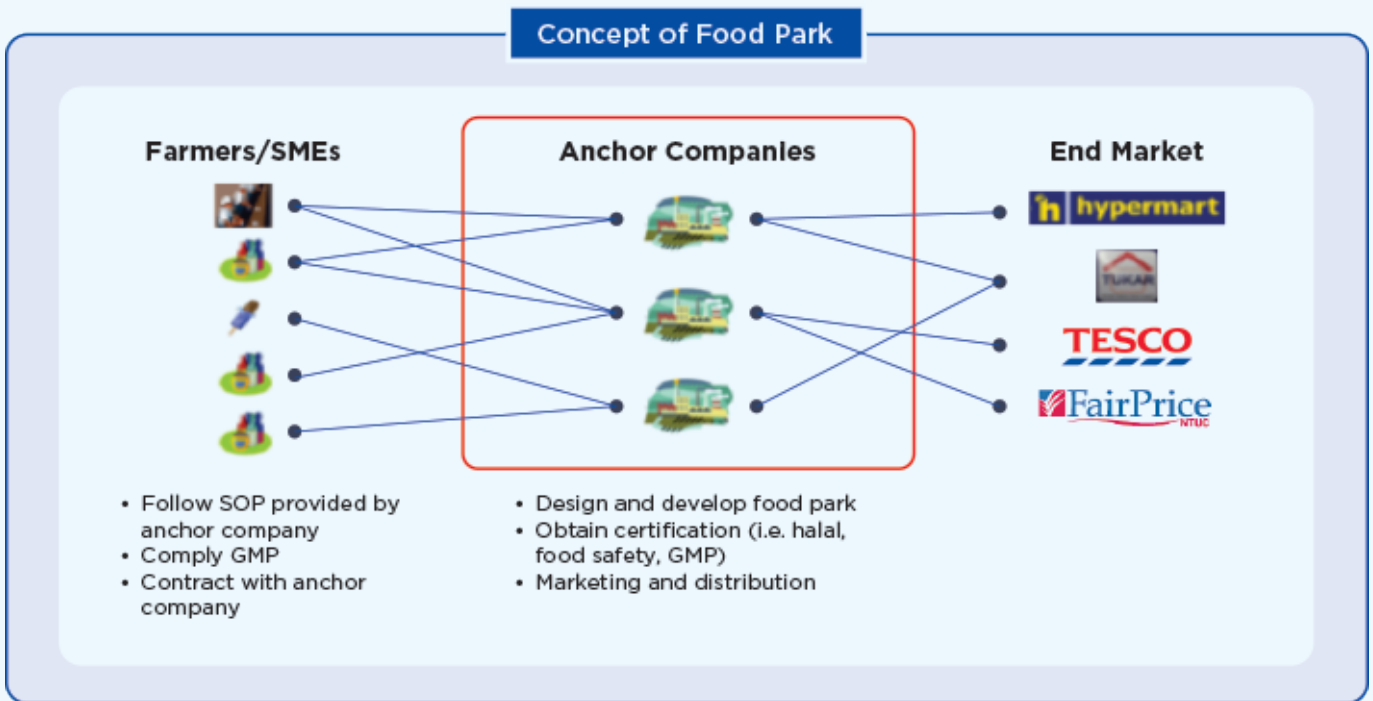 Concept of Food Park
Farmers/SMEs
Anchor Companies
End Market
h hypermart
TUKAR
TESCO
FairPrice
NTUC
• Follow SOP provided by
anchor company
• Comply GMP
• Contract with anchor
company
• Design and develop food park
• Obtain certification (i.e. halal,
food safety, GMP)
• Marketing and distribution